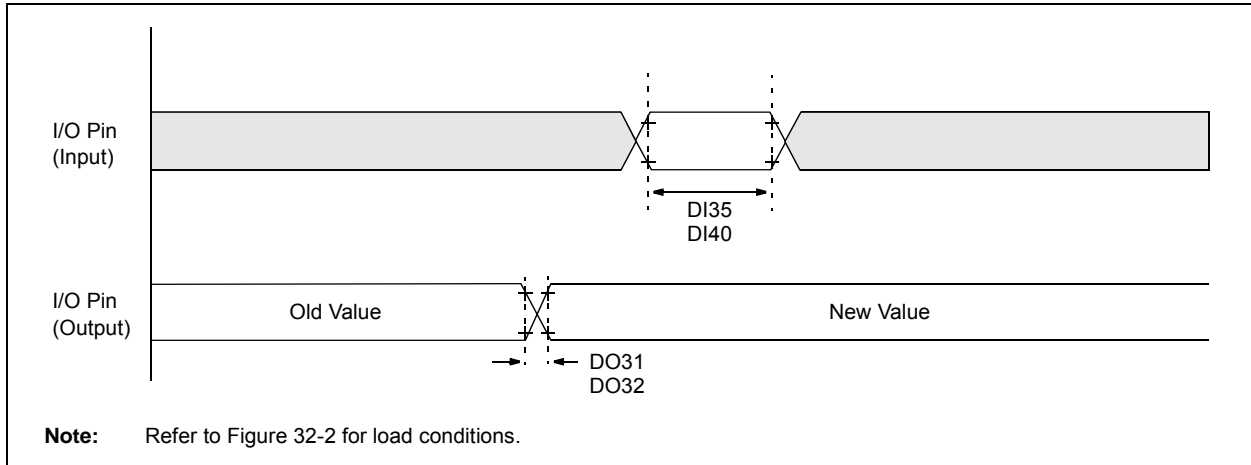 I/O Pin
(Input)
DI35
DI40
I/O Pin
(Output)
Old Value
New Value
DO31
DO32
Note: Refer to Figure 32-2 for load conditions.